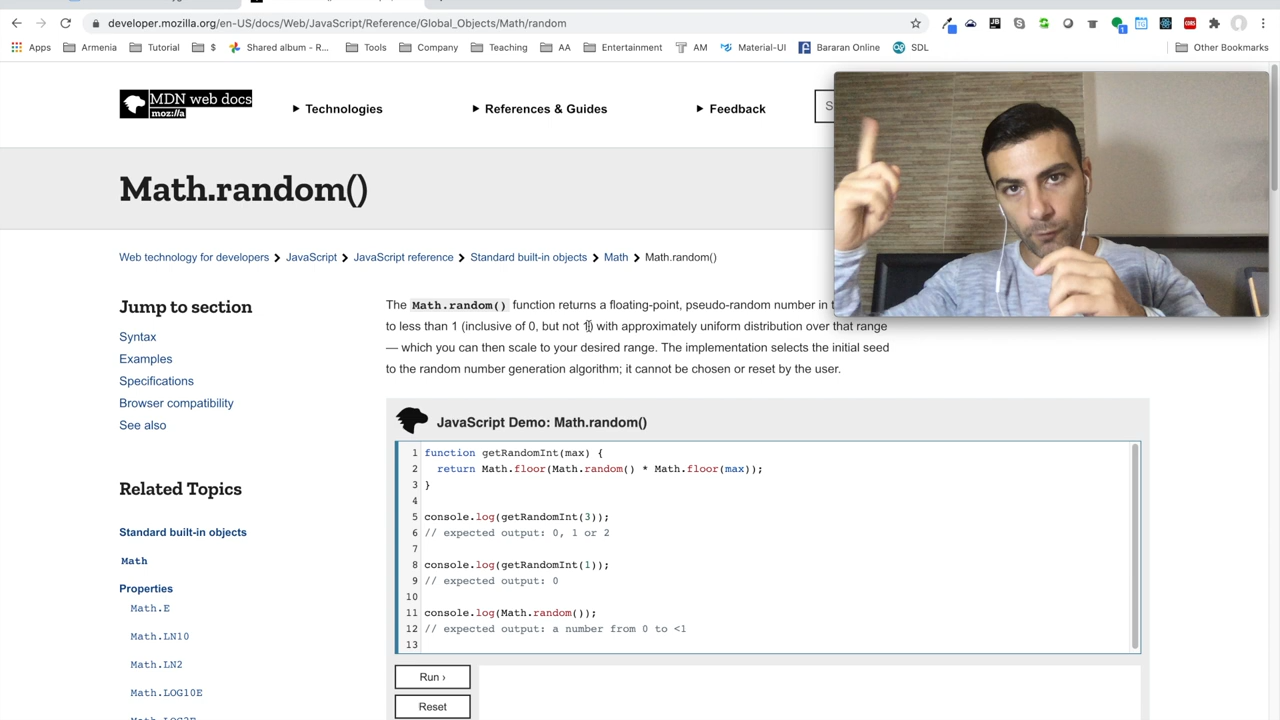 developer.mozilla.org/en-US/docs/Web/JavaScript/Reference/Global_Objects/Math/random
Apps Armenia Tutorial $ Shared album - R... Tools Company Teaching AA Entertainment AM Material-UI Bararan Online SDL Other Bookmarks
MDN web docs
moz://a
Technologies References & Guides Feedback
Math.random()
Web technology for developers JavaScript JavaScript reference Standard built-in objects Math Math.random()
Jump to section
Syntax
Examples
Specifications
Browser compatibility
See also
Related Topics
Standard built-in objects
Math
Properties
Math.E
Math.LN10
Math.LN2
Math.LOG10E
The Math.random() function returns a floating-point, pseudo-random number in
to less than 1 (inclusive of 0, but not 1) with approximately uniform distribution over that range
— which you can then scale to your desired range. The implementation selects the initial seed
to the random number generation algorithm; it cannot be chosen or reset by the user.
JavaScript Demo: Math.random()
1 function getRandomInt(max) {
2 return Math.floor(Math.random() * Math.floor(max));
3 }
4
5 console.log(getRandomInt(3));
6 // expected output: 0, 1 or 2
7
8 console.log(getRandomInt(1));
9 // expected output: 0
10
11 console.log(Math.random());
12 // expected output: a number from 0 to <1
13
Run ›
Reset